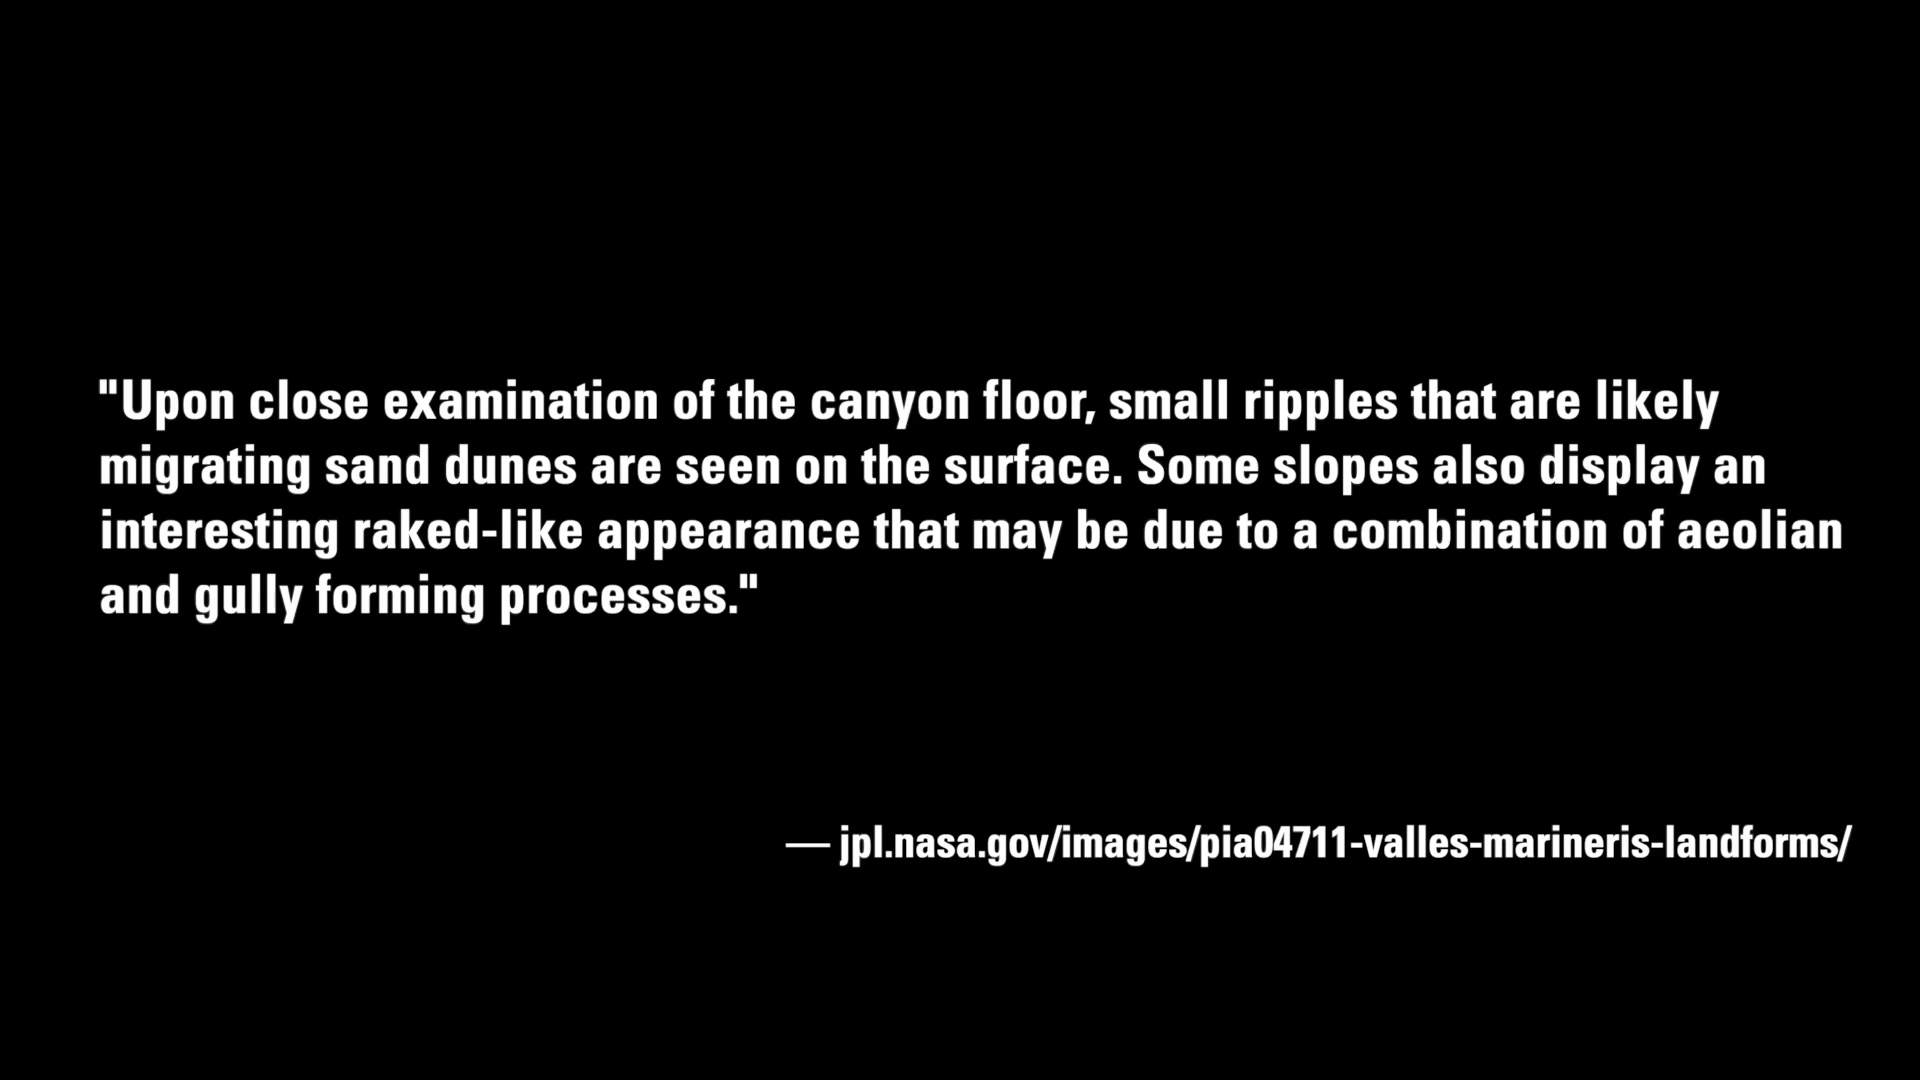 "Upon close examination of the canyon floor, small ripples that are likely
migrating sand dunes are seen on the surface. Some slopes also display an
interesting raked-like appearance that may be due to a combination of aeolian
and gully forming processes."
— jpl.nasa.gov/images/pia04711-valles-marineris-landforms/